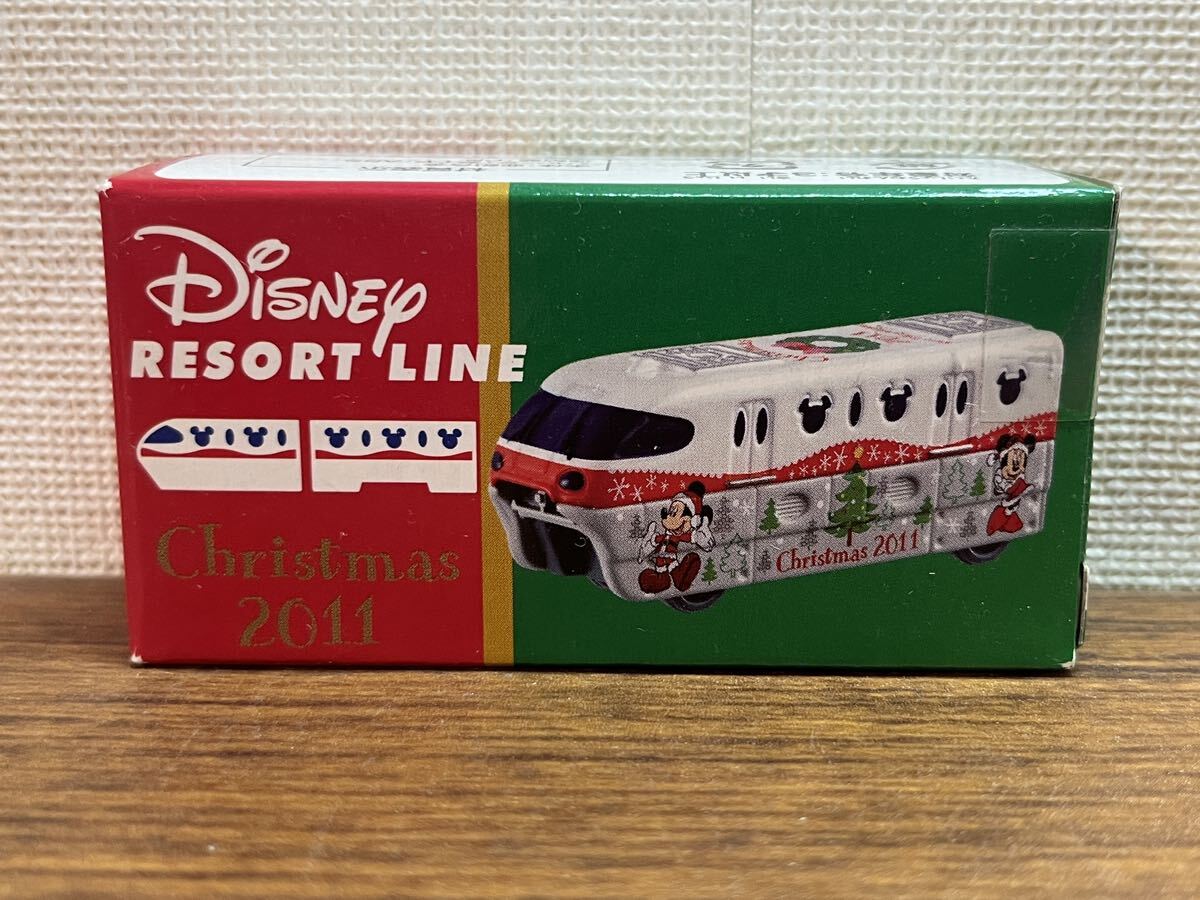 Disney
RESORT LINE
Christmas
2011
Christmas 2011